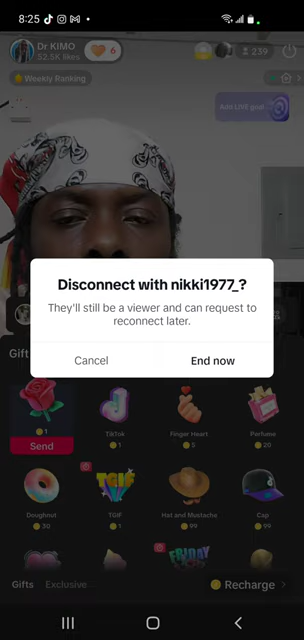 8:25
Dr KIMO
52.5K likes
6
239
Weekly Ranking
Add LIVE goal
Disconnect with nikki1977_?
They'll still be a viewer and can request to
reconnect later.
Cancel
End now
Gift
1
Send
TikTok
1
Finger Heart
5
Perfume
20
TGIF
Doughnut
30
TGIF
1
Hat and Mustache
99
Cap
99
FRIDAY
Gifts
Exclusive
Recharge